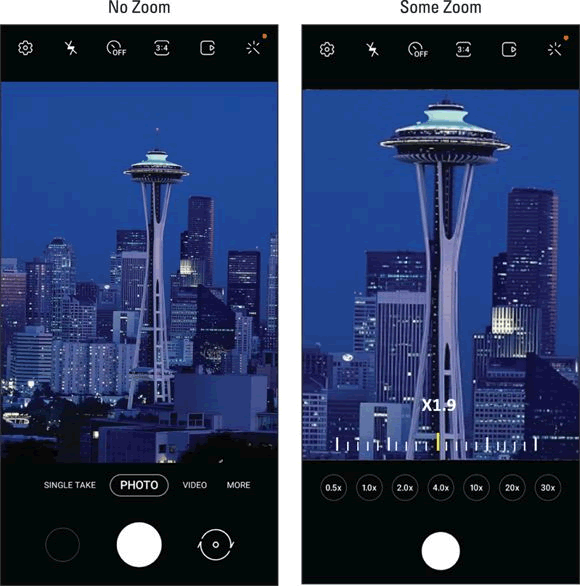 No Zoom
Some Zoom
OFF
3:4
OFF
3:4
X1.9
SINGLE TAKE
PHOTO
VIDEO
MORE
0.5x
1.0x
2.0x
4.0x
10x
20x
30x